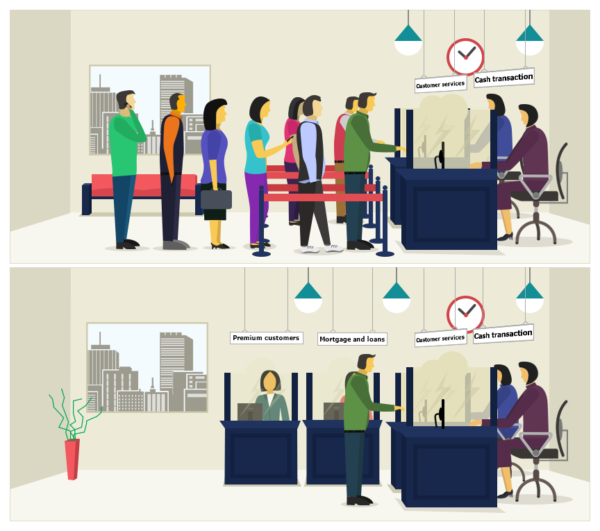 Customer services
Cash transaction
Premium customers
Mortgage and loans
Customer services
Cash transaction